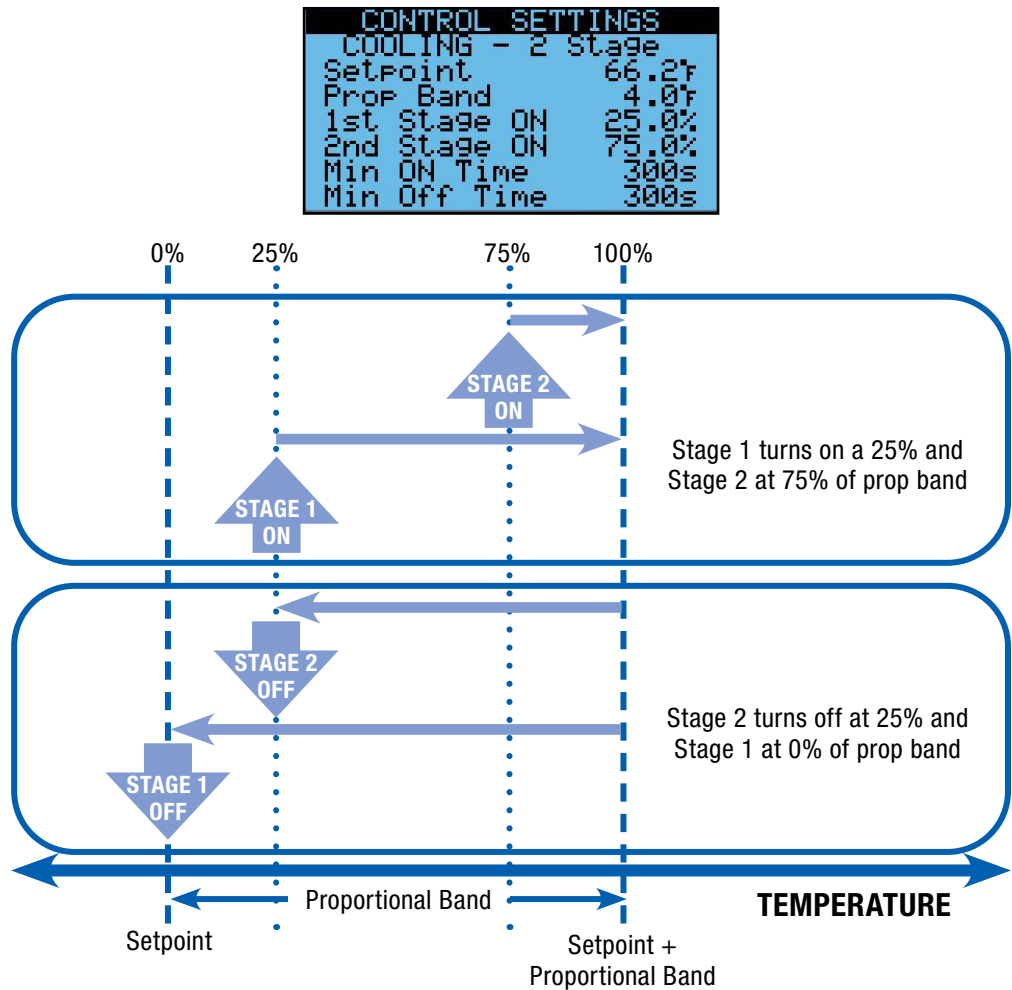 CONTROL SETTINGS
COOLING - 2 Stage
Setpoint 66.2°F
Prop Band 4.0°F
1st Stage ON 25.0%
2nd Stage ON 75.0%
Min ON Time 300s
Min Off Time 300s
0% 25% 75% 100%
STAGE 2
ON
Stage 1 turns on a 25% and
Stage 2 at 75% of prop band
STAGE 1
ON
STAGE 2
OFF
Stage 2 turns off at 25% and
Stage 1 at 0% of prop band
STAGE 1
OFF
Proportional Band
TEMPERATURE
Setpoint
Setpoint +
Proportional Band